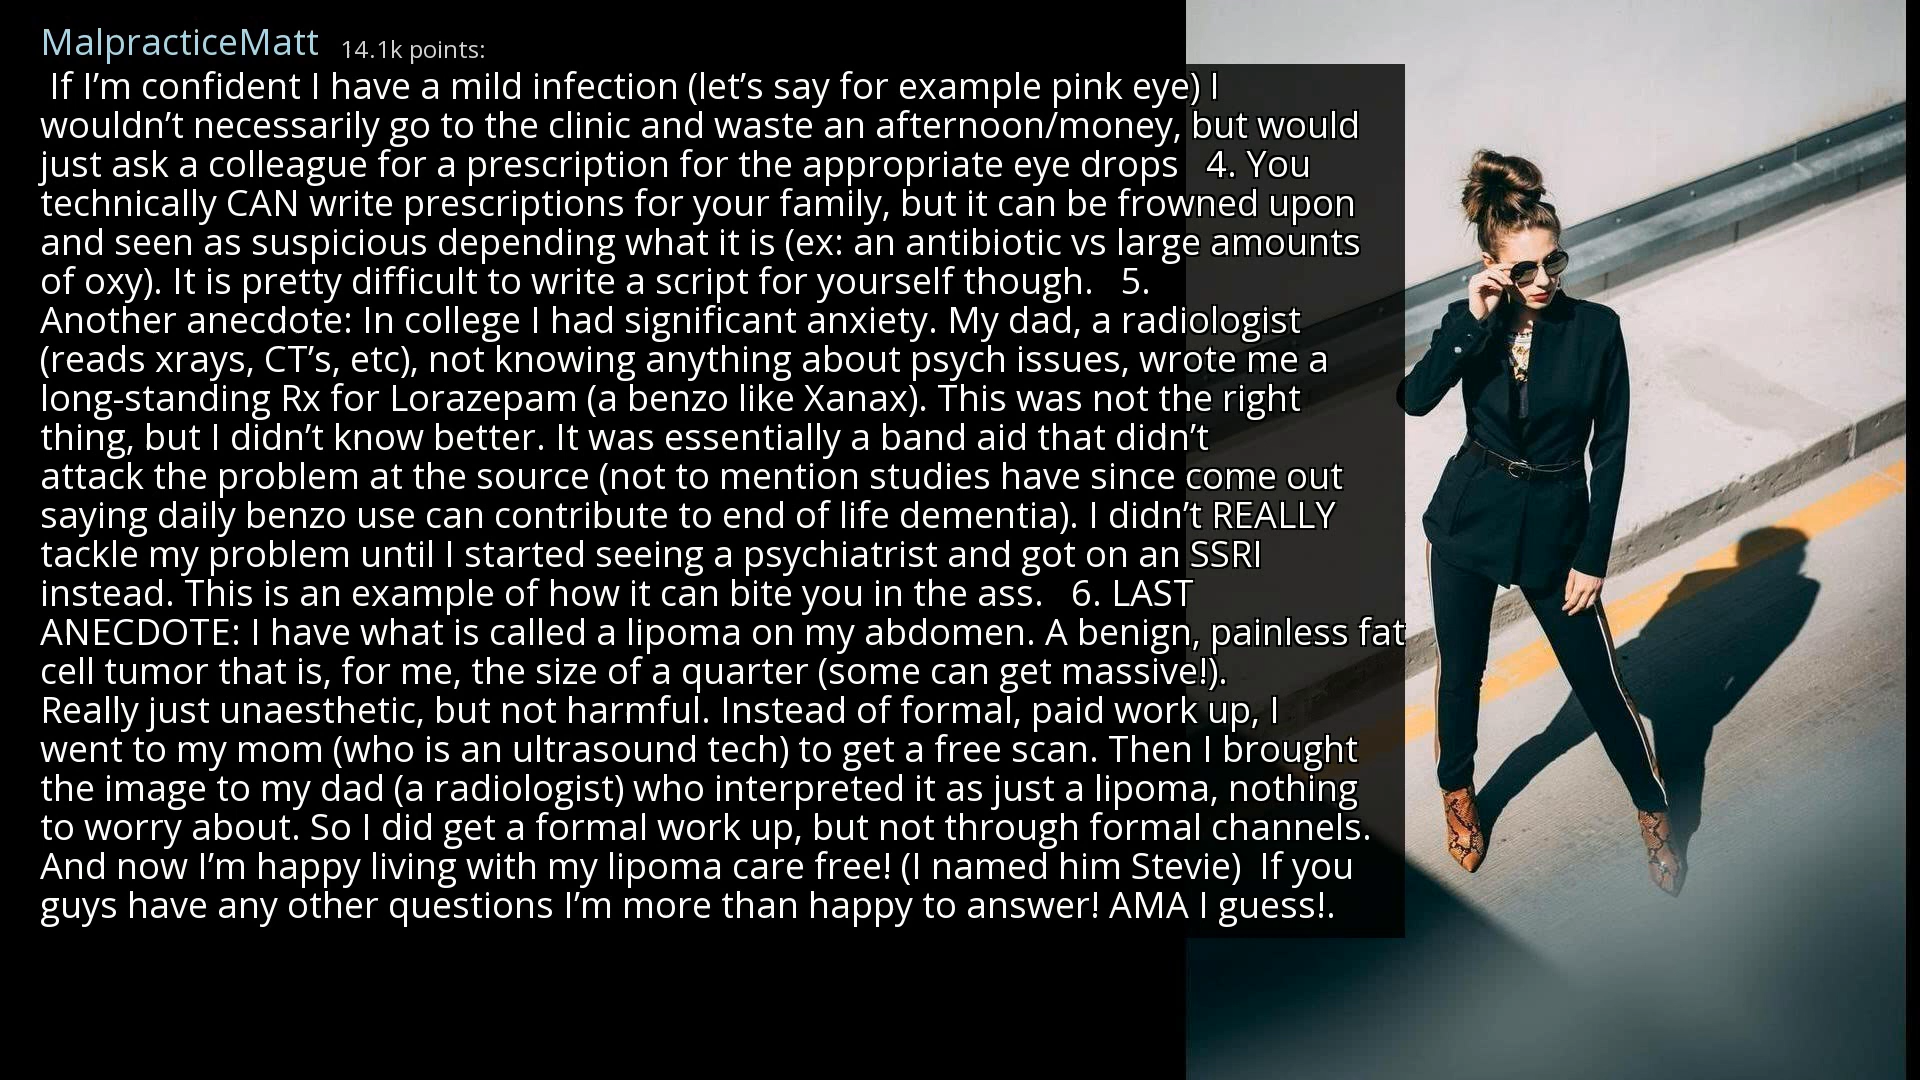 MalpracticeMatt 14.1k points:
If I’m confident I have a mild infection (let’s say for example pink eye) I
wouldn’t necessarily go to the clinic and waste an afternoon/money, but would
just ask a colleague for a prescription for the appropriate eye drops   4. You
technically CAN write prescriptions for your family, but it can be frowned upon
and seen as suspicious depending what it is (ex: an antibiotic vs large amounts
of oxy). It is pretty difficult to write a script for yourself though.   5.
Another anecdote: In college I had significant anxiety. My dad, a radiologist
(reads xrays, CT’s, etc), not knowing anything about psych issues, wrote me a
long-standing Rx for Lorazepam (a benzo like Xanax). This was not the right
thing, but I didn’t know better. It was essentially a band aid that didn’t
attack the problem at the source (not to mention studies have since come out
saying daily benzo use can contribute to end of life dementia). I didn’t REALLY
tackle my problem until I started seeing a psychiatrist and got on an SSRI
instead. This is an example of how it can bite you in the ass.   6. LAST
ANECDOTE: I have what is called a lipoma on my abdomen. A benign, painless fat
cell tumor that is, for me, the size of a quarter (some can get massive!).
Really just unaesthetic, but not harmful. Instead of formal, paid work up, I
went to my mom (who is an ultrasound tech) to get a free scan. Then I brought
the image to my dad (a radiologist) who interpreted it as just a lipoma, nothing
to worry about. So I did get a formal work up, but not through formal channels.
And now I’m happy living with my lipoma care free! (I named him Stevie)  If you
guys have any other questions I’m more than happy to answer! AMA I guess!.